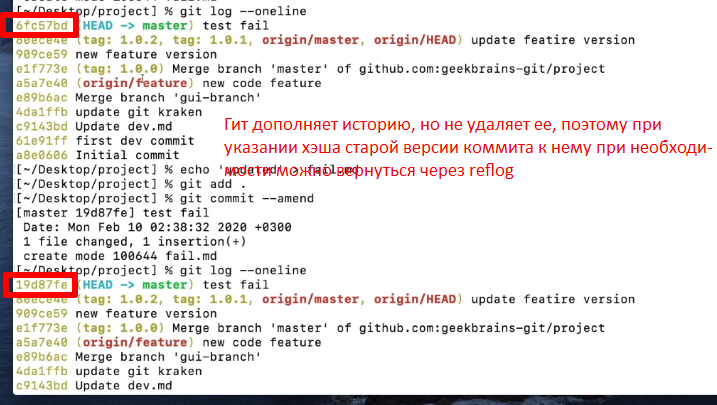 [~/Desktop/project] % git log --oneline
6fc57bd (HEAD -> master) test fail
80ece4e (tag: 1.0.2, tag: 1.0.1, origin/master, origin/HEAD) update featire version
909ce59 new feature version
e1f773e (tag: 1.0.0) Merge branch 'master' of github.com:geekbrains-git/project
a5a7e40 (origin/feature) new code feature
e89b6ac Merge branch 'gui-branch'
4da1ffb update git kraken
c9143bd Update dev.md
61e91ff first dev commit
a8e0606 Initial commit
Гит дополняет историю, но не удаляет ее, поэтому при
указании хэша старой версии коммита к нему при необходи-
мости можно вернуться через reflog
[~/Desktop/project] % echo 'updated' > fail.md
[~/Desktop/project] % git add .
[~/Desktop/project] % git commit --amend
[master 19d87fe] test fail
Date: Mon Feb 10 02:38:32 2020 +0300
1 file changed, 1 insertion(+)
create mode 100644 fail.md
[~/Desktop/project] % git log --oneline
19d87fe (HEAD -> master) test fail
80ece4e (tag: 1.0.2, tag: 1.0.1, origin/master, origin/HEAD) update featire version
909ce59 new feature version
e1f773e (tag: 1.0.0) Merge branch 'master' of github.com:geekbrains-git/project
a5a7e40 (origin/feature) new code feature
e89b6ac Merge branch 'gui-branch'
4da1ffb update git kraken
c9143bd Update dev.md